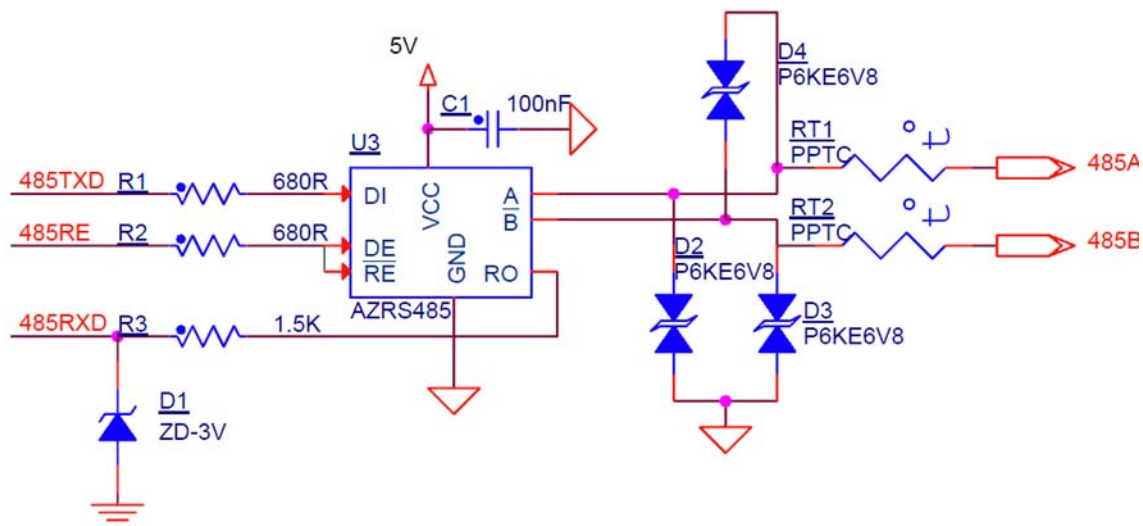 5V
C1 100nF
D4
P6KE6V8
U3
RT1
PPTC
t°
485A
485TXD R1 680R
DI
VCC
A
B
485RE R2 680R
DE
RE
GND
RO
RT2
PPTC
t°
485B
D2
P6KE6V8
AZRS485
485RXD R3 1.5K
D3
P6KE6V8
D1
ZD-3V